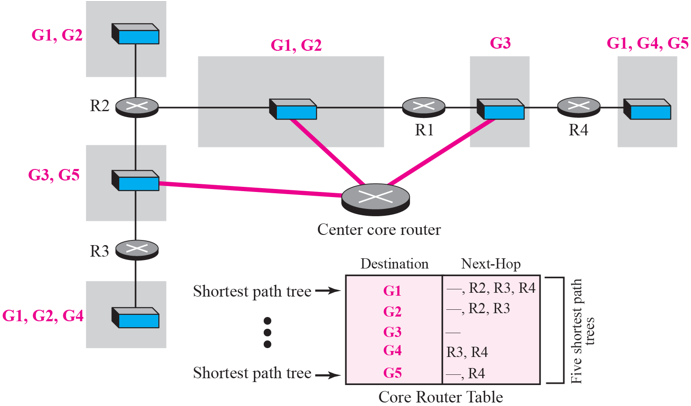 G1, G2
G1, G2
G3
G1, G4, G5
R2
R1
R4
G3, G5
Center core router
R3
G1, G2, G4
Destination
Next-Hop
Shortest path tree
G1
—, R2, R3, R4
G2
—, R2, R3
G3
—
G4
R3, R4
Shortest path tree
G5
—, R4
Five shortest path
trees
Core Router Table